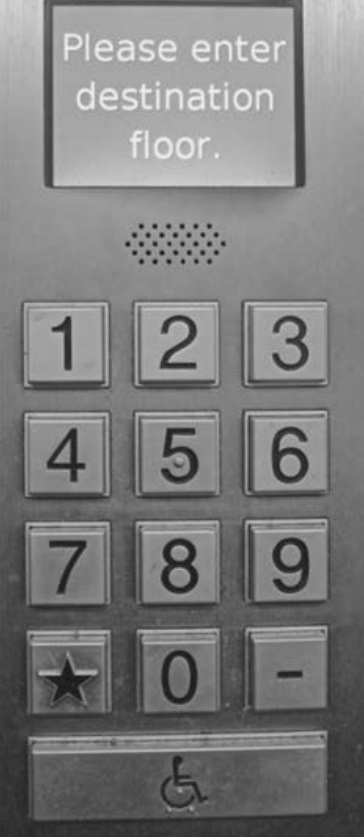 Please enter
destination
floor.
1 2 3
4 5 6
7 8 9
★ 0 -